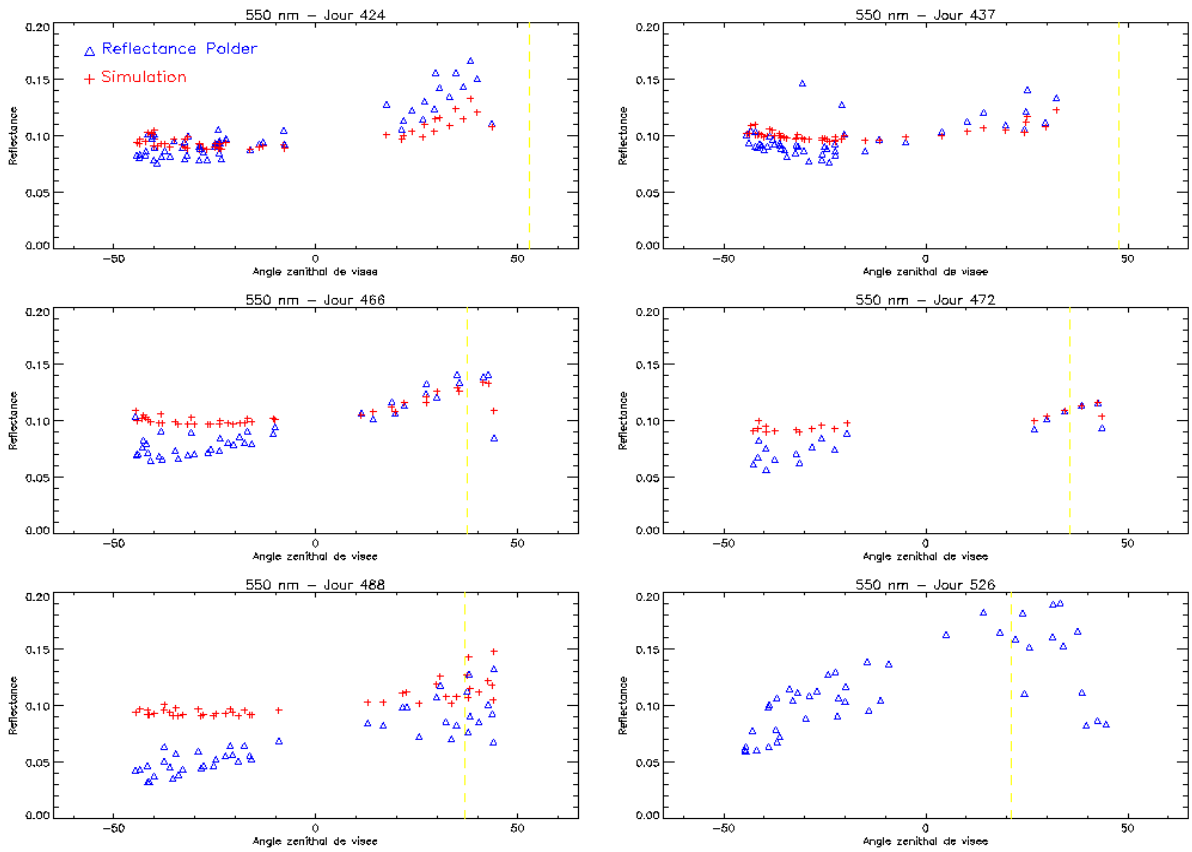 550 nm – Jour 424
0.20
0.15
0.10
0.05
0.00
Reflectance
△ Reflectance Polder
+ Simulation
−50 0 50
Angle zenithal de visee
550 nm – Jour 437
0.20
0.15
0.10
0.05
0.00
Reflectance
−50 0 50
Angle zenithal de visee
550 nm – Jour 466
0.20
0.15
0.10
0.05
0.00
Reflectance
−50 0 50
Angle zenithal de visee
550 nm – Jour 472
0.20
0.15
0.10
0.05
0.00
Reflectance
−50 0 50
Angle zenithal de visee
550 nm – Jour 488
0.20
0.15
0.10
0.05
0.00
Reflectance
−50 0 50
Angle zenithal de visee
550 nm – Jour 526
0.20
0.15
0.10
0.05
0.00
Reflectance
−50 0 50
Angle zenithal de visee